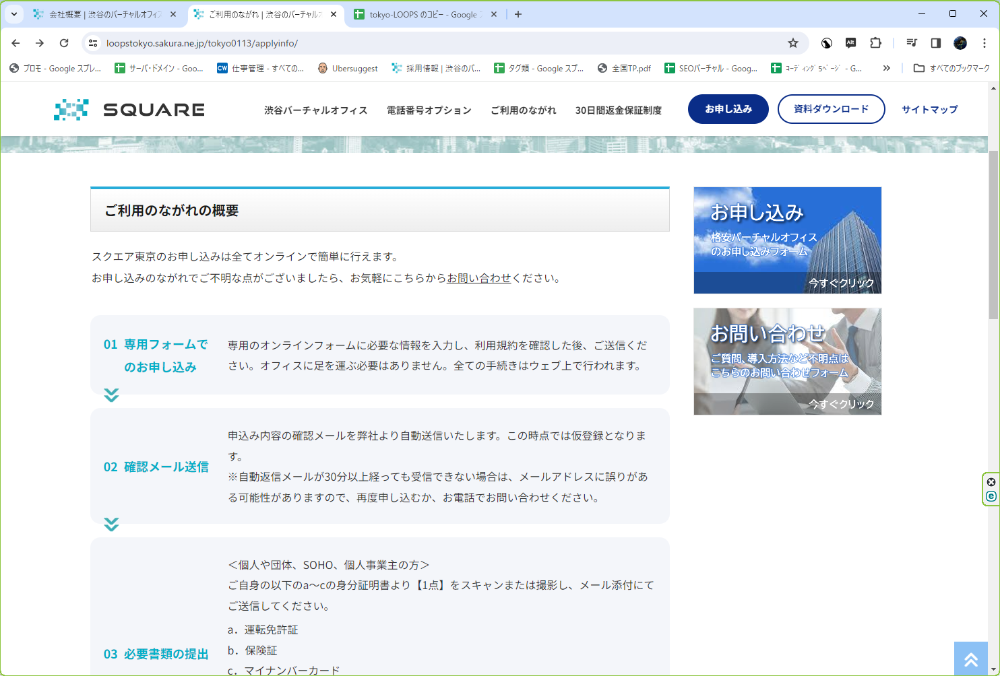 会社概要 | 渋谷のバーチャルオフィス
ご利用のながれ | 渋谷のバーチャルオ
tokyo-LOOPS のコピー - Google ス
loopstokyo.sakura.ne.jp/tokyo0113/applyinfo/
プロモ - Google スプレ...
サーバ・ドメイン - Goo...
CW 仕事管理 - すべての...
Ubersuggest
採用情報 | 渋谷のバ...
タグ類 - Google スプ...
全国TP.pdf
SEOバーチャル - Goog...
ｺｰﾃﾞｨﾝｸﾞ 5ﾍﾟｰｼﾞ - G...
すべてのブックマーク
SQUARE
渋谷バーチャルオフィス
電話番号オプション
ご利用のながれ
30日間返金保証制度
お申し込み
資料ダウンロード
サイトマップ
ご利用のながれの概要
スクエア東京のお申し込みは全てオンラインで簡単に行えます。
お申し込みのながれでご不明な点がございましたら、お気軽にこちらからお問い合わせください。
01 専用フォームで
のお申し込み
専用のオンラインフォームに必要な情報を入力し、利用規約を確認した後、ご送信くだ
さい。オフィスに足を運ぶ必要はありません。全ての手続きはウェブ上で行われます。
02 確認メール送信
申込み内容の確認メールを弊社より自動送信いたします。この時点では仮登録となりま
す。
※自動返信メールが30分以上経っても受信できない場合は、メールアドレスに誤りがあ
る可能性がありますので、再度申し込むか、お電話でお問い合わせください。
03 必要書類の提出
＜個人や団体、SOHO、個人事業主の方＞
ご自身の以下のa～cの身分証明書より【1点】をスキャンまたは撮影し、メール添付にて
ご送信してください。
a．運転免許証
b．保険証
c．マイナンバーカード
お申し込み
格安バーチャルオフィス
のお申し込みフォーム
今すぐクリック
お問い合わせ
ご質問、導入方法など不明点は
こちらのお問い合わせフォーム
今すぐクリック